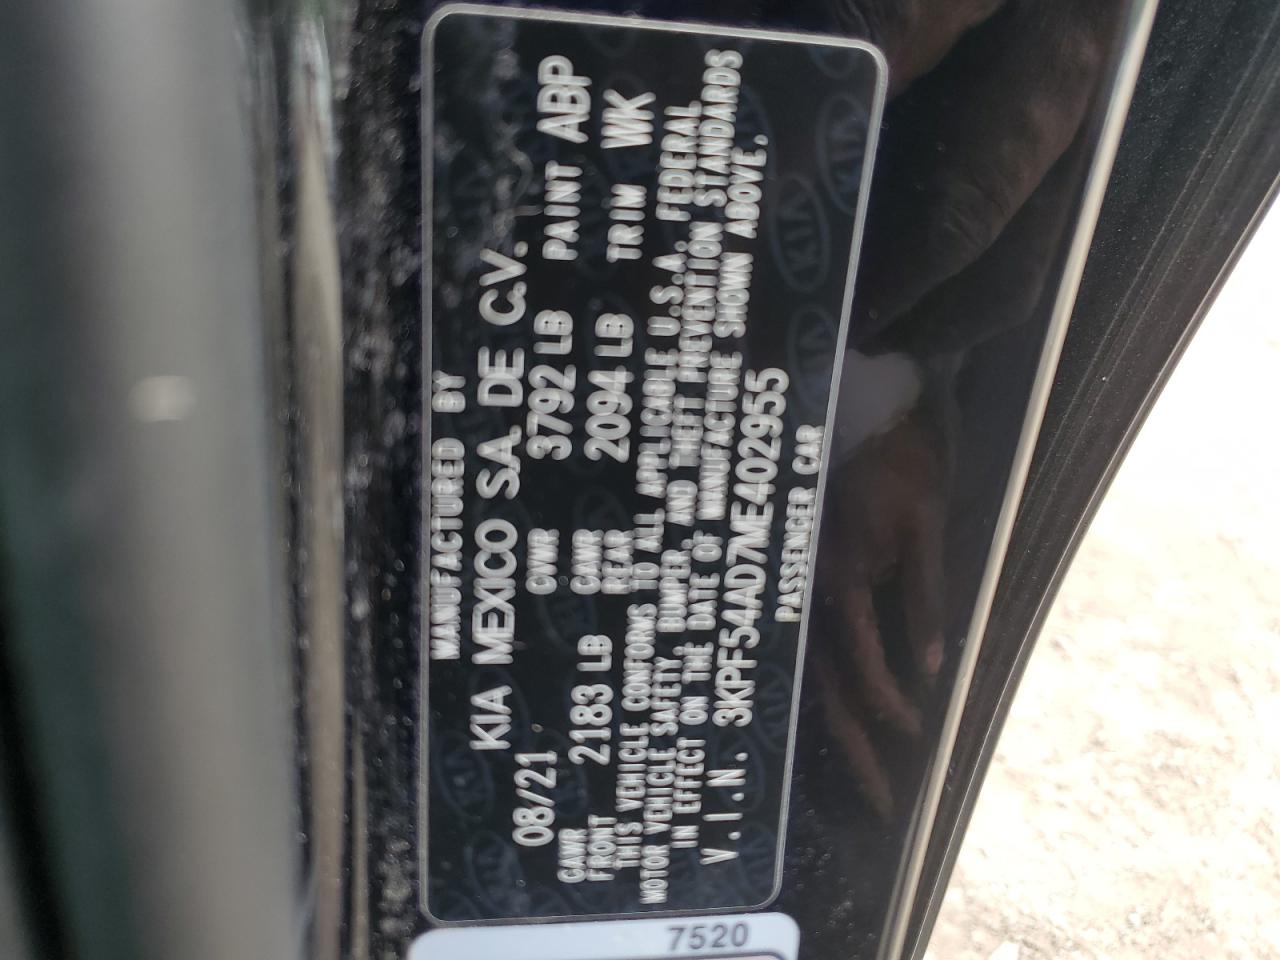 MANUFACTURED BY
KIA MEXICO S.A. DE C.V.
08/21 GVWR 3792 LB PAINT ABP
GAWR FRONT 2183 LB GAWR REAR 2094 LB TRIM WK
THIS VEHICLE CONFORMS TO ALL APPLICABLE U.S.A. FEDERAL
MOTOR VEHICLE SAFETY, BUMPER, AND THEFT PREVENTION STANDARDS
IN EFFECT ON THE DATE OF MANUFACTURE SHOWN ABOVE.
V.I.N. 3KPF54AD7ME402955
PASSENGER CAR
7520